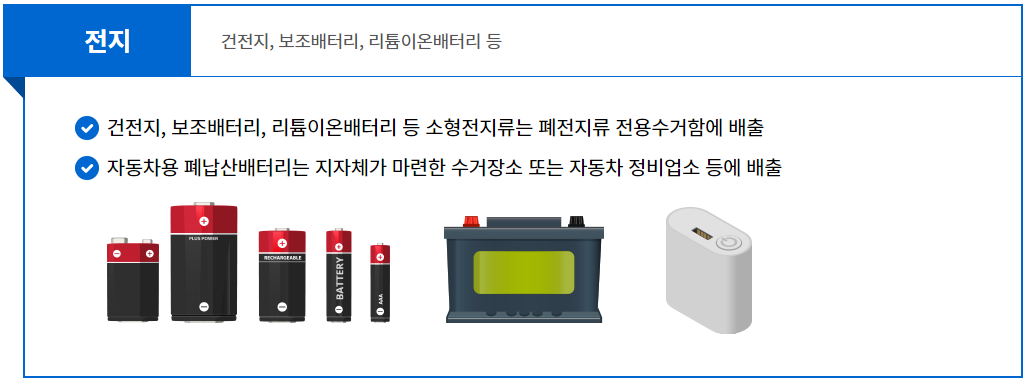 전지
건전지, 보조배터리, 리튬이온배터리 등
건전지, 보조배터리, 리튬이온배터리 등 소형전지류는 폐전지류 전용수거함에 배출
자동차용 폐납산배터리는 지자체가 마련한 수거장소 또는 자동차 정비업소 등에 배출
PLUS POWER
RECHARGEABLE
BATTERY
AAA